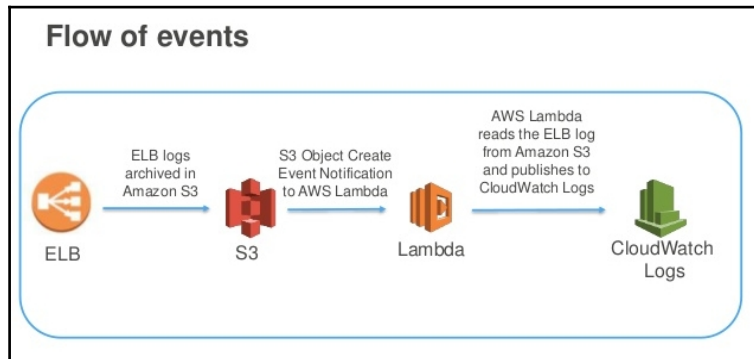 Flow of events
ELB logs
archived in
Amazon S3
S3 Object Create
Event Notification
to AWS Lambda
AWS Lambda
reads the ELB log
from Amazon S3
and publishes to
CloudWatch Logs
ELB
S3
Lambda
CloudWatch
Logs